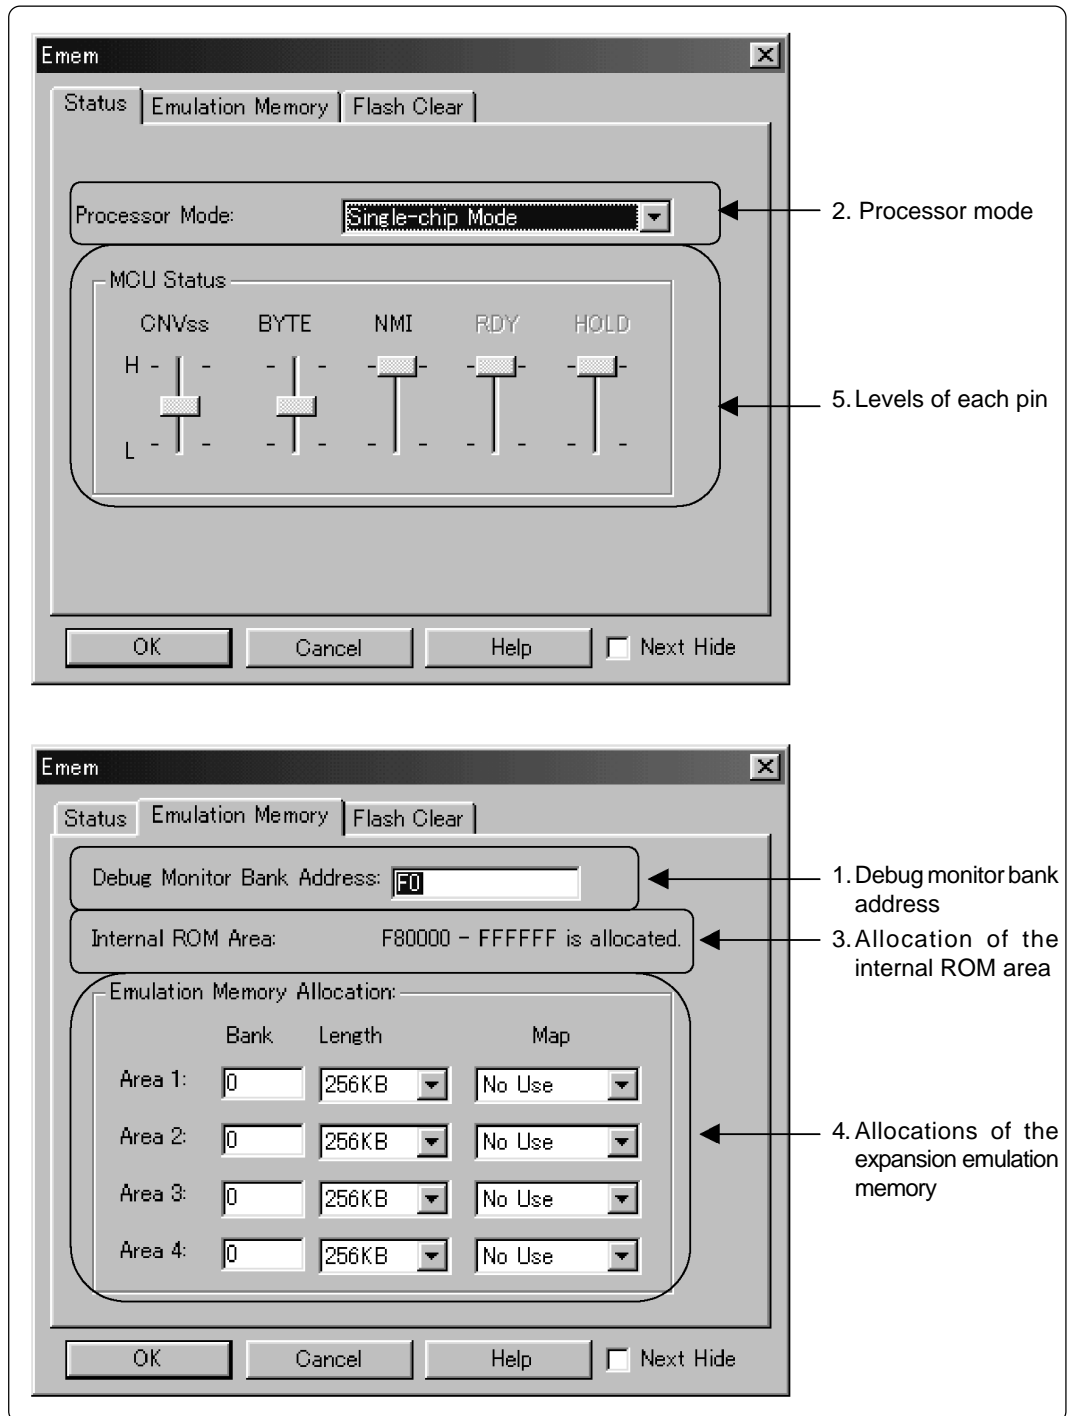 Emem
Status Emulation Memory Flash Clear
Processor Mode: Single-chip Mode
2. Processor mode
MCU Status
CNVss BYTE NMI RDY HOLD
H
L
5. Levels of each pin
OK Cancel Help Next Hide
Emem
Status Emulation Memory Flash Clear
Debug Monitor Bank Address: F0
1. Debug monitor bank
address
Internal ROM Area: F80000 - FFFFFF is allocated.
3. Allocation of the
internal ROM area
Emulation Memory Allocation:
Bank Length Map
Area 1: 0 256KB No Use
Area 2: 0 256KB No Use
4. Allocations of the
expansion emulation
memory
Area 3: 0 256KB No Use
Area 4: 0 256KB No Use
OK Cancel Help Next Hide